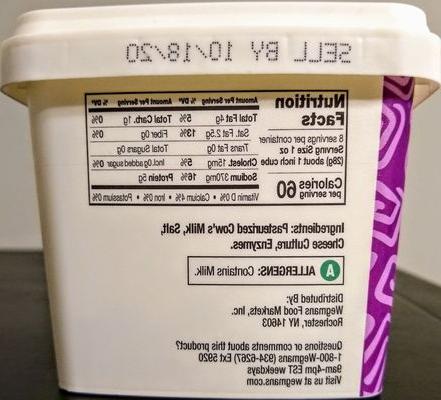 SELL BY 10/18/20
Nutrition Facts
8 servings per container
Serving Size 1 oz
(28g) about 1 inch cube
Calories 60
per serving
Amount Per Serving % DV*
Total Fat 4g 5%
Sat. Fat 2.5g 13%
Trans Fat 0g
Cholest. 15mg 5%
Sodium 370mg 16%
Amount Per Serving % DV*
Total Carb. 1g 0%
Fiber 0g 0%
Total Sugars 0g
Incl. 0g added sugar 0%
Protein 5g
Vitamin D 0% • Calcium 4% • Iron 0% • Potassium 0%
Ingredients: Pasteurized Cow's Milk, Salt,
Cheese Culture, Enzymes.
A ALLERGENS: Contains Milk.
Distributed By:
Wegmans Food Markets, Inc.
Rochester, NY 14603
Questions or comments about this product?
1-800-Wegmans (934-6267) Ext 5920
9am-4pm EST weekdays
Visit us at wegmans.com